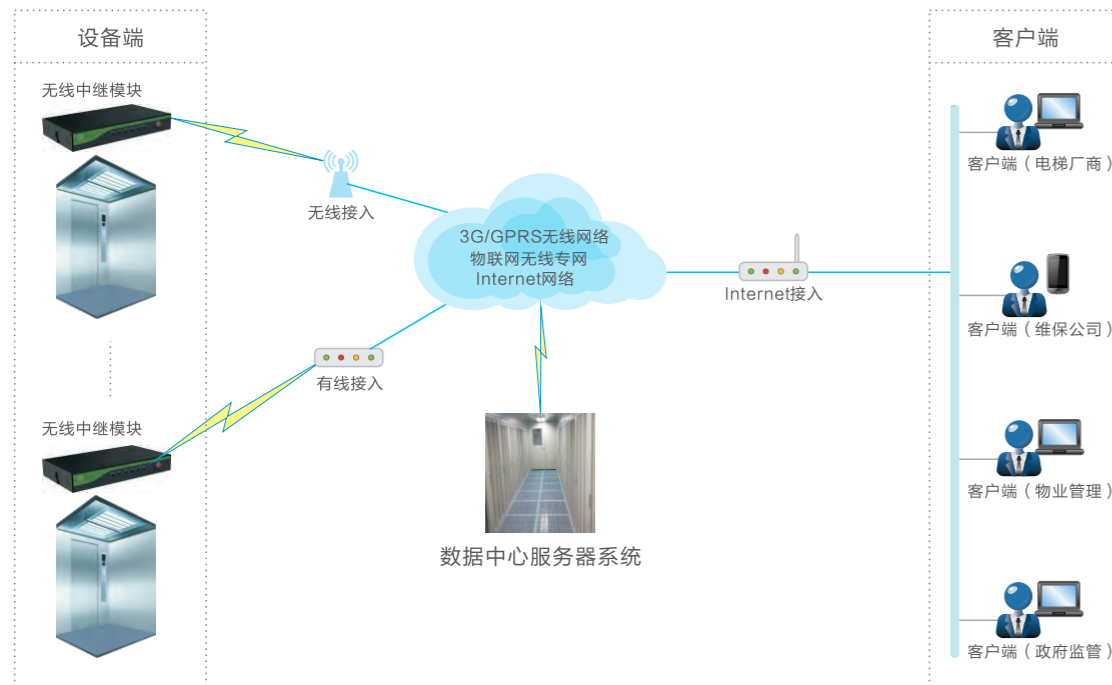 设备端
无线中继模块
无线接入
有线接入
无线中继模块
3G/GPRS无线网络
物联网无线专网
Internet网络
数据中心服务器系统
Internet接入
客户端
客户端（电梯厂商）
客户端（维保公司）
客户端（物业管理）
客户端（政府监管）